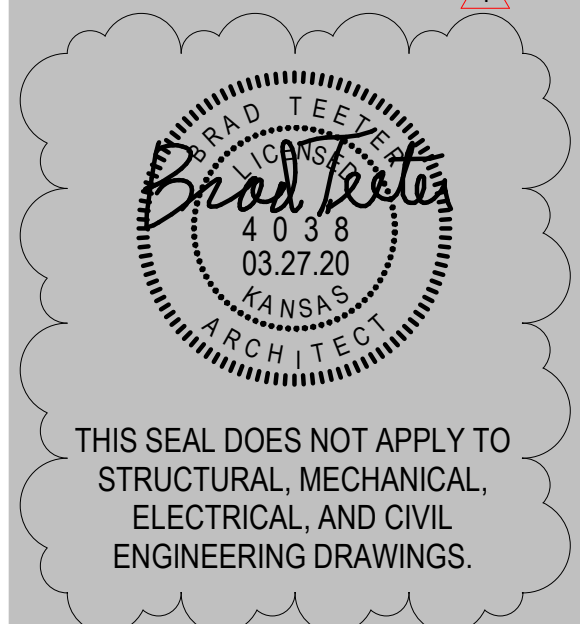 BRAD TEETER
LICENSED
Brad Teeter
4038
03.27.20
KANSAS
ARCHITECT
THIS SEAL DOES NOT APPLY TO
STRUCTURAL, MECHANICAL,
ELECTRICAL, AND CIVIL
ENGINEERING DRAWINGS.